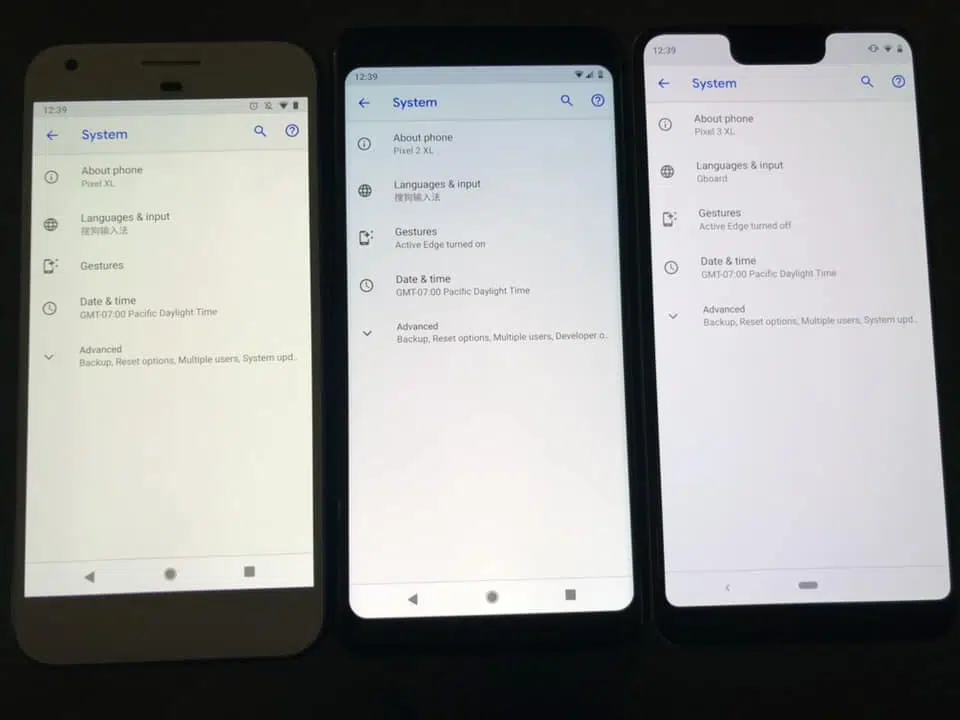 12:39
System
About phone
Pixel XL
Languages & input
搜狗输入法
Gestures
Date & time
GMT-07:00 Pacific Daylight Time
Advanced
Backup, Reset options, Multiple users, System upd..
12:39
System
About phone
Pixel 2 XL
Languages & input
搜狗输入法
Gestures
Active Edge turned on
Date & time
GMT-07:00 Pacific Daylight Time
Advanced
Backup, Reset options, Multiple users, Developer o..
12:39
System
About phone
Pixel 3 XL
Languages & input
Gboard
Gestures
Active Edge turned off
Date & time
GMT-07:00 Pacific Daylight Time
Advanced
Backup, Reset options, Multiple users, System upd..